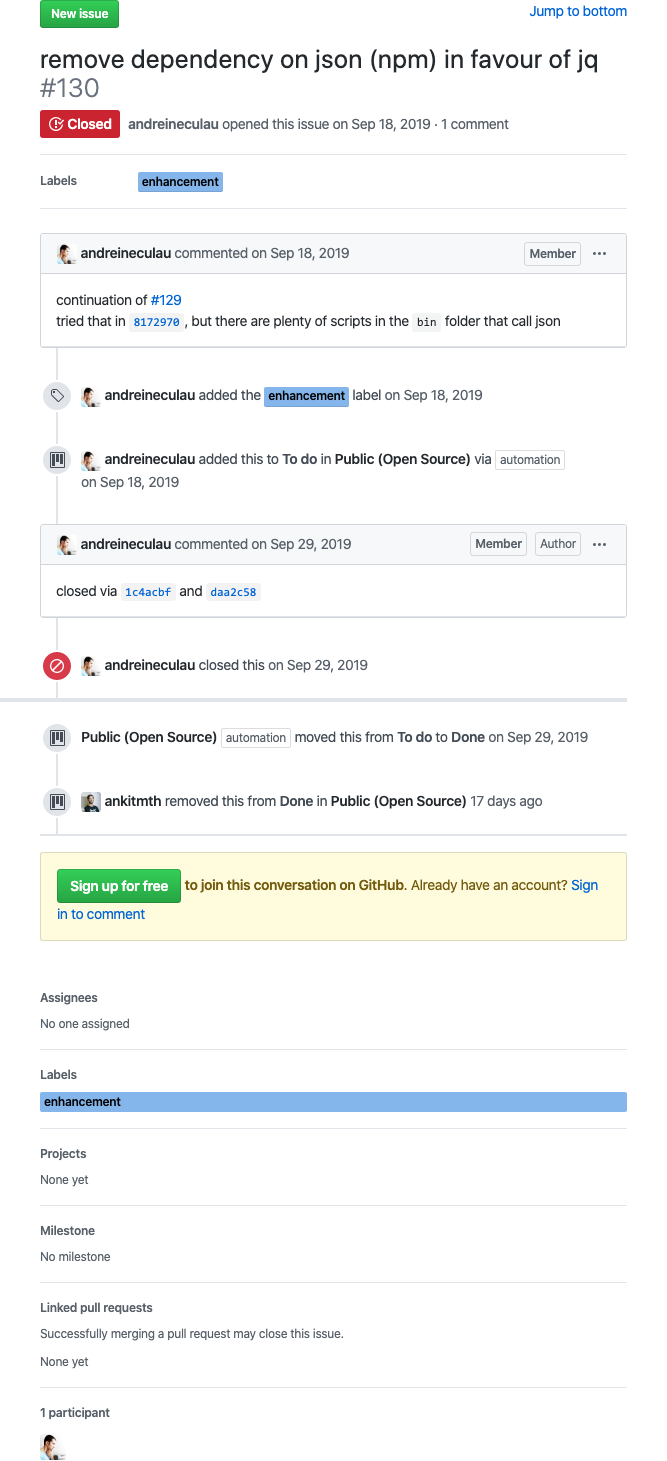 New issue
Jump to bottom
remove dependency on json (npm) in favour of jq
#130
Closed andreineculau opened this issue on Sep 18, 2019 · 1 comment
Labels enhancement
andreineculau commented on Sep 18, 2019 Member ···
continuation of #129
tried that in 8172970 , but there are plenty of scripts in the bin folder that call json
andreineculau added the enhancement label on Sep 18, 2019
andreineculau added this to To do in Public (Open Source) via automation
on Sep 18, 2019
andreineculau commented on Sep 29, 2019 Member Author ···
closed via 1c4acbf and daa2c58
andreineculau closed this on Sep 29, 2019
Public (Open Source) automation moved this from To do to Done on Sep 29, 2019
ankitmth removed this from Done in Public (Open Source) 17 days ago
Sign up for free to join this conversation on GitHub. Already have an account? Sign
in to comment
Assignees
No one assigned
Labels
enhancement
Projects
None yet
Milestone
No milestone
Linked pull requests
Successfully merging a pull request may close this issue.
None yet
1 participant